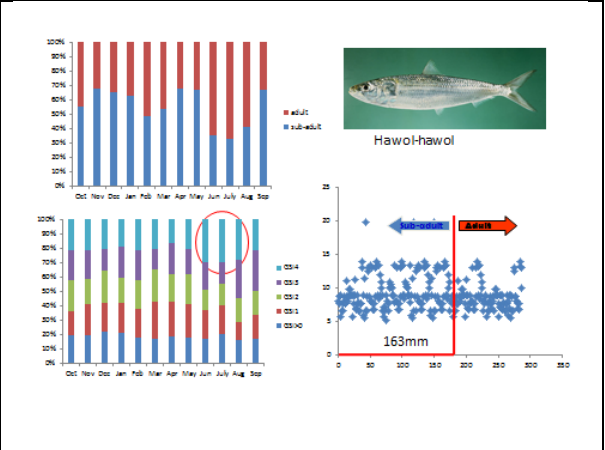 100%
90%
80%
70%
60%
50%
40%
30%
20%
10%
0%
Oct Nov Dec Jan Feb Mar Apr May Jun July Aug Sep
adult
sub-adult
Hawol-hawol
100%
90%
80%
70%
60%
50%
40%
30%
20%
10%
0%
Oct Nov Dec Jan Feb Mar Apr May Jun July Aug Sep
GSI4
GSI3
GSI2
GSI1
25
20
15
10
5
0
Sub-adult
Adult
163mm
0 50 100 150 200 250 300 350